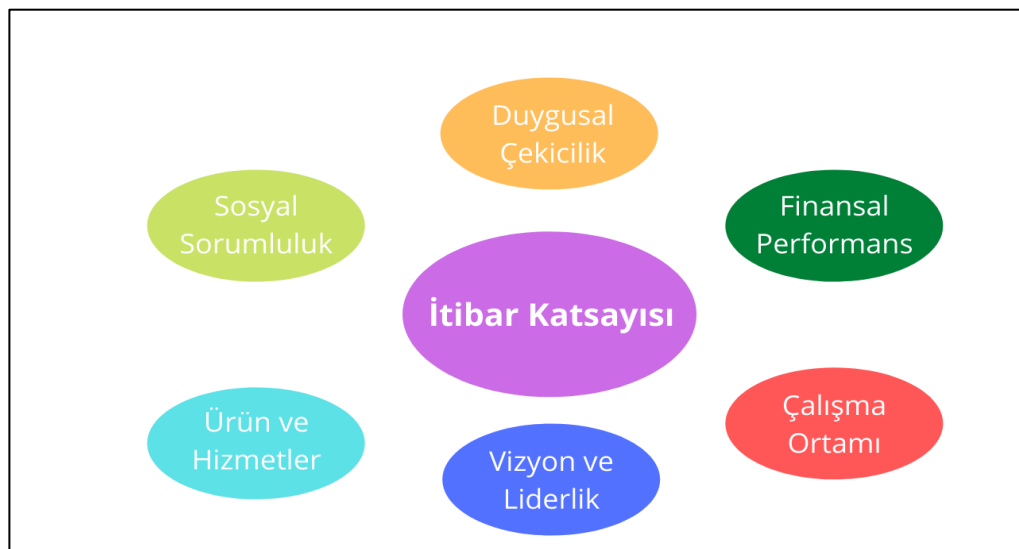 Duygusal
Çekicilik
Sosyal
Sorumluluk
Finansal
Performans
İtibar Katsayısı
Ürün ve
Hizmetler
Çalışma
Ortamı
Vizyon ve
Liderlik